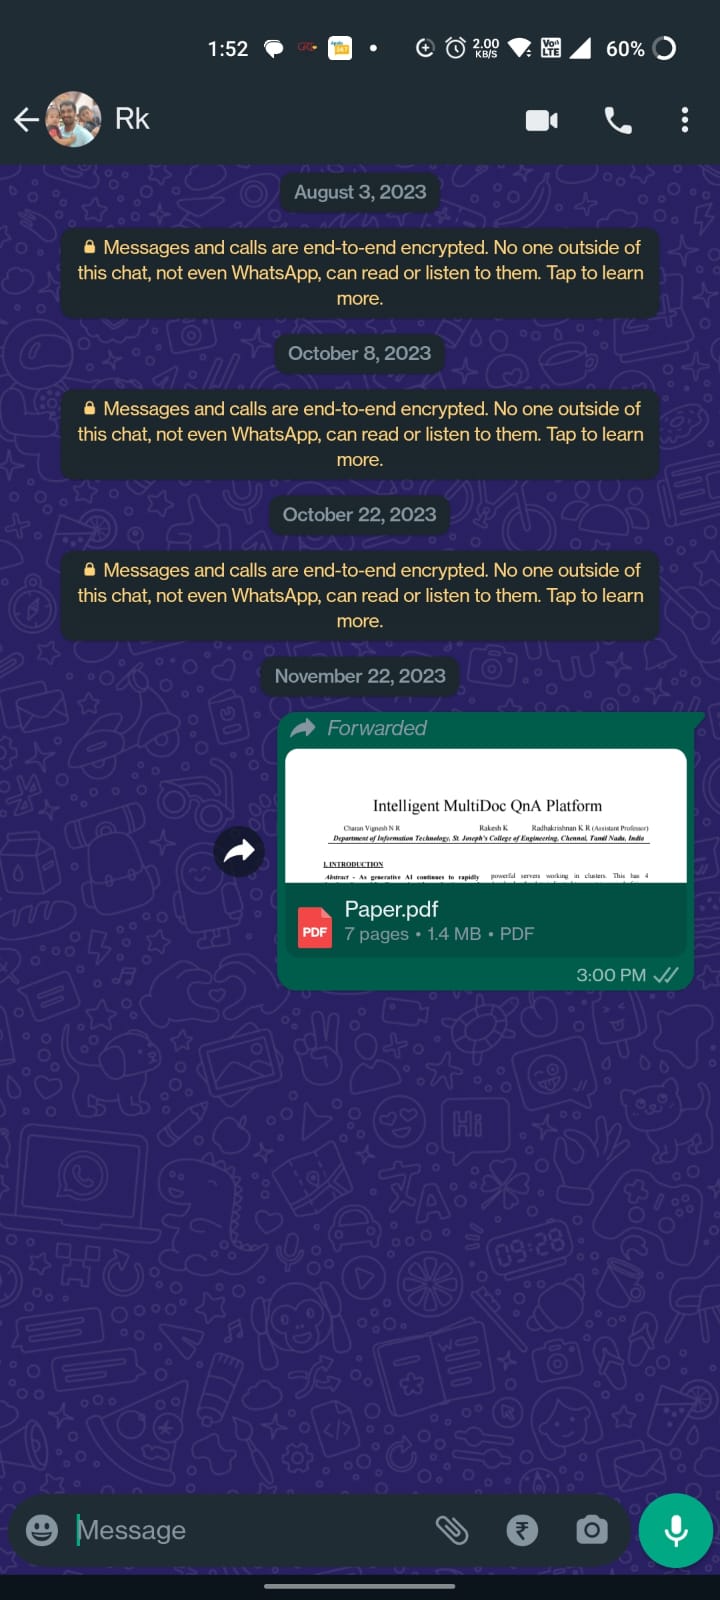 1:52
2.00
KB/S
Vo))
LTE
60%
Rk
August 3, 2023
Messages and calls are end-to-end encrypted. No one outside of
this chat, not even WhatsApp, can read or listen to them. Tap to learn
more.
October 8, 2023
Messages and calls are end-to-end encrypted. No one outside of
this chat, not even WhatsApp, can read or listen to them. Tap to learn
more.
October 22, 2023
Messages and calls are end-to-end encrypted. No one outside of
this chat, not even WhatsApp, can read or listen to them. Tap to learn
more.
November 22, 2023
Forwarded
Intelligent MultiDoc QnA Platform
Charan Vignesh N R Rakesh K Radhakrishnan K R (Assistant Professor)
Department of Information Technology, St. Joseph's College of Engineering, Chennai, Tamil Nadu, India
I. INTRODUCTION
Abstract - As generative AI continues to rapidly powerful servers working in clusters. This has 4
PDF
Paper.pdf
7 pages • 1.4 MB • PDF
3:00 PM
Hi
09:28
Message